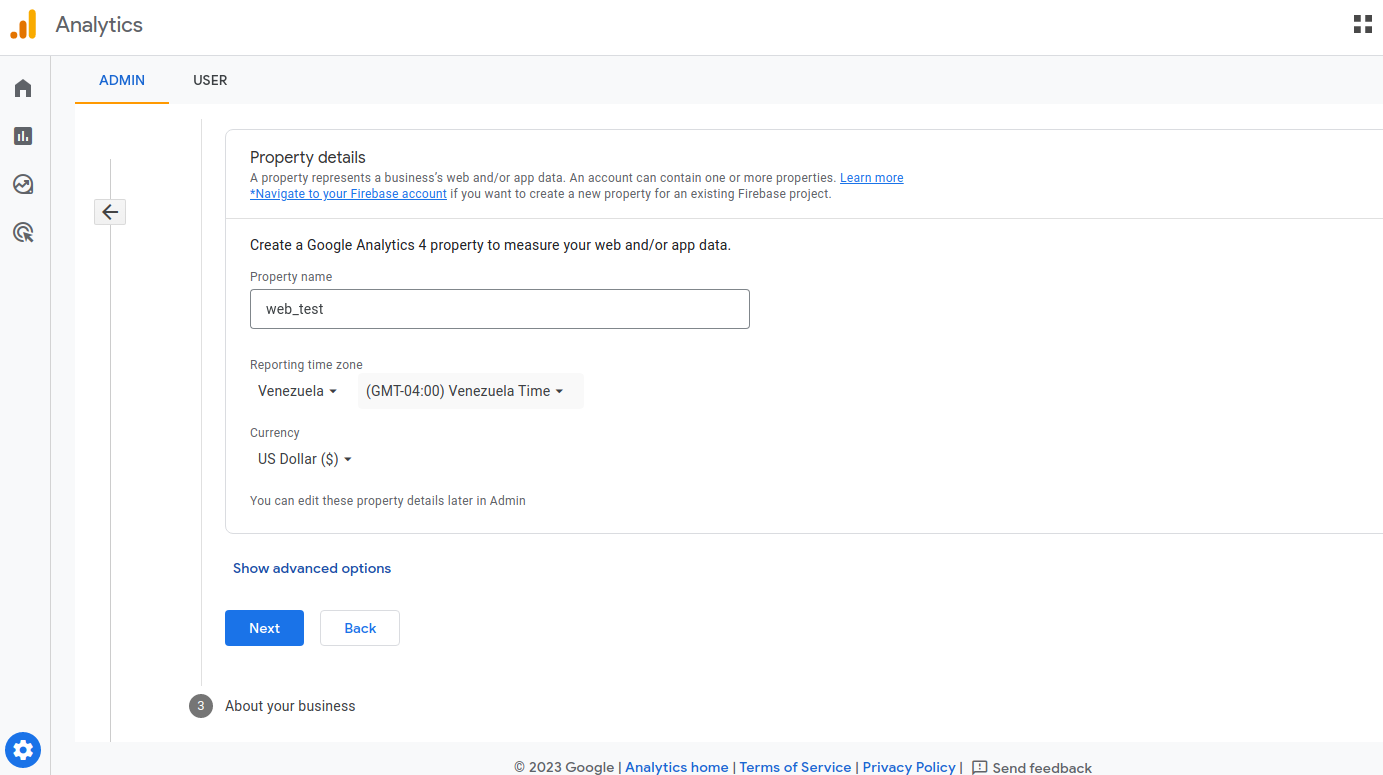 Analytics
ADMIN
USER
Property details
A property represents a business's web and/or app data. An account can contain one or more properties. Learn more
*Navigate to your Firebase account if you want to create a new property for an existing Firebase project.
Create a Google Analytics 4 property to measure your web and/or app data.
Property name
web_test
Reporting time zone
Venezuela (GMT-04:00) Venezuela Time
Currency
US Dollar ($)
You can edit these property details later in Admin
Show advanced options
Next
Back
3 About your business
© 2023 Google | Analytics home | Terms of Service | Privacy Policy | Send feedback